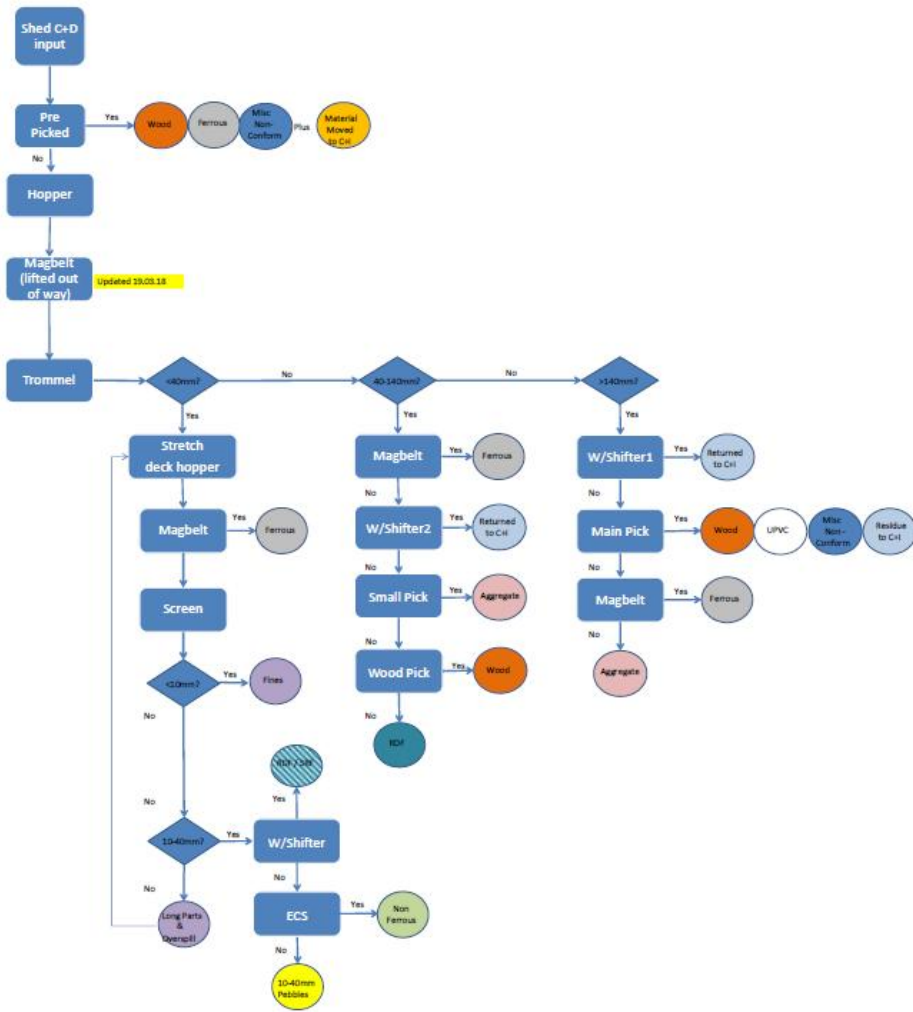 Shed C+D
input
Pre
Picked
Yes
Wood
Ferrous
Misc
Non-
Conform
Plus
Material
Moved
to C+I
No
Hopper
Magbelt
(lifted out
of way)
Updated 19.03.18
Trommel
<40mm?
No
40-140mm?
No
>140mm?
Yes
Yes
Yes
Stretch
deck hopper
Magbelt
Yes
Ferrous
W/Shifter1
Yes
Returned
to C+I
No
No
Magbelt
Yes
Ferrous
W/Shifter2
Yes
Returned
to C+I
Main Pick
Yes
Wood
UPVC
Misc
Non-
Conform
Residue
to C+I
No
No
Screen
Small Pick
Yes
Aggregate
Magbelt
Yes
Ferrous
No
No
<10mm?
Yes
Fines
Wood Pick
Yes
Wood
Aggregate
No
No
RDF
Yes
No
10-40mm?
Yes
W/Shifter
No
No
Long Parts
&
Overspill
ECS
Yes
Non
Ferrous
No
10-40mm
Pebbles